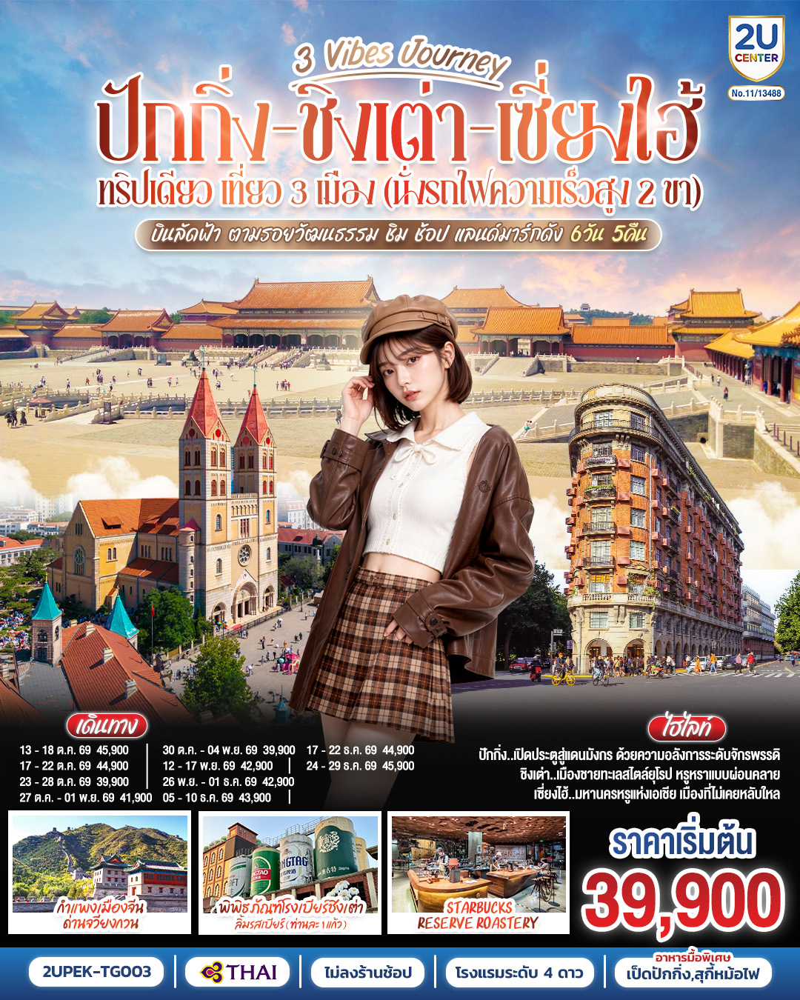 2U
CENTER
No.11/13488
3 Vibes Journey
ปักกิ่ง-ชิงเต่า-เซี่ยงไฮ้
ทริปเดียว เที่ยว 3 เมือง (นั่งรถไฟความเร็วสูง 2 ขา)
บินลัดฟ้า ตามรอยวัฒนธรรม ชิม ช้อป แลนด์มาร์กดัง 6วัน 5คืน
เดินทาง
13 - 18 ต.ค. 69 45,900
17 - 22 ต.ค. 69 44,900
23 - 28 ต.ค. 69 39,900
27 ต.ค. - 01 พ.ย. 69 41,900
30 ต.ค. - 04 พ.ย. 69 39,900
12 - 17 พ.ย. 69 42,900
26 พ.ย. - 01 ธ.ค. 69 42,900
05 - 10 ธ.ค. 69 43,900
17 - 22 ธ.ค. 69 44,900
24 - 29 ธ.ค. 69 45,900
ไฮไลท์
ปักกิ่ง..เปิดประตูสู่แดนมังกร ด้วยความอลังการระดับจักรพรรดิ
ชิงเต่า..เมืองชายทะเลสไตล์ยุโรป หรูหราแบบผ่อนคลาย
เซี่ยงไฮ้..มหานครหรูแห่งเอเชีย เมืองที่ไม่เคยหลับใหล
กำแพงเมืองจีน
ด่านจวียงกวน
พิพิธภัณฑ์โรงเบียร์ชิงเต่า
ลิ้มรสเบียร์ (ท่านละ 1 แก้ว)
STARBUCKS
RESERVE ROASTERY
ราคาเริ่มต้น
39,900
2UPEK-TG003
THAI
ไม่ลงร้านช้อป
โรงแรมระดับ 4 ดาว
อาหารมื้อพิเศษ
เป็ดปักกิ่ง,สุกี้หม้อไฟ